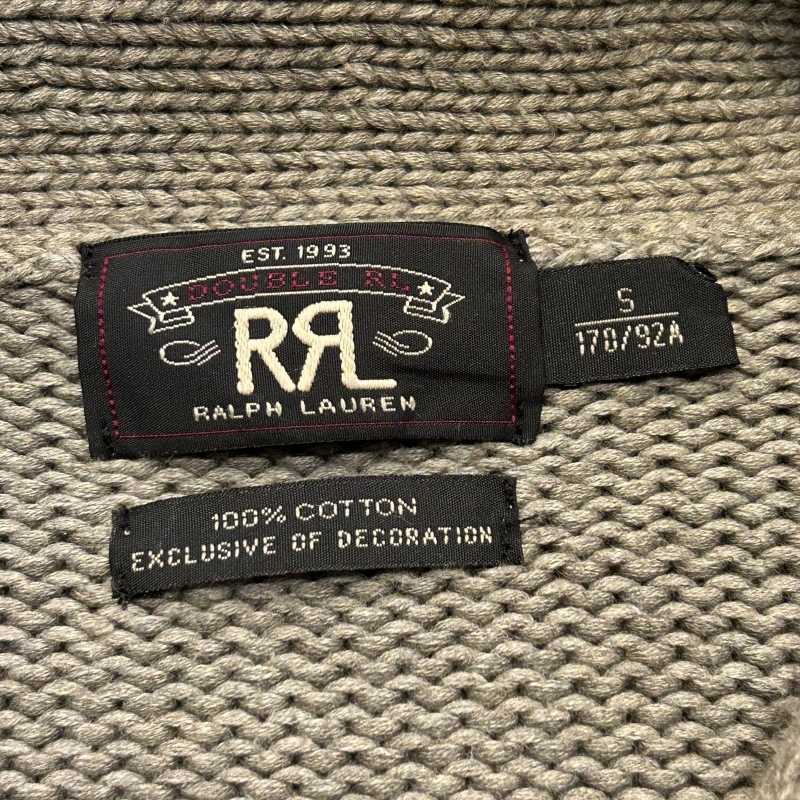 EST. 1993
DOUBLE RL
RRL
RALPH LAUREN
S
170/92A
100% COTTON
EXCLUSIVE OF DECORATION